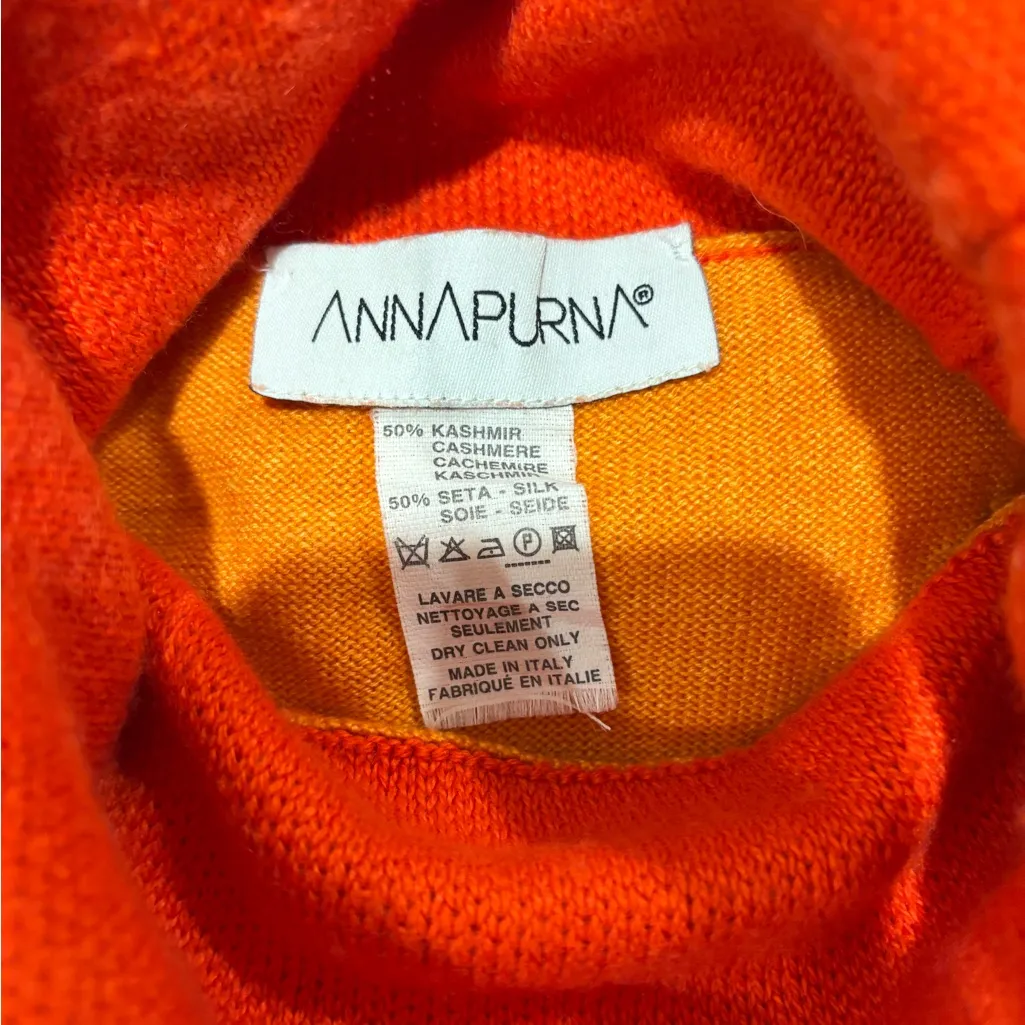 ANNAPURNA®
50% KASHMIR
CASHMERE
CACHEMIRE
KASCHMIR
50% SETA - SILK
SOIE - SEIDE
P
LAVARE A SECCO
NETTOYAGE A SEC
SEULEMENT
DRY CLEAN ONLY
MADE IN ITALY
FABRIQUÉ EN ITALIE